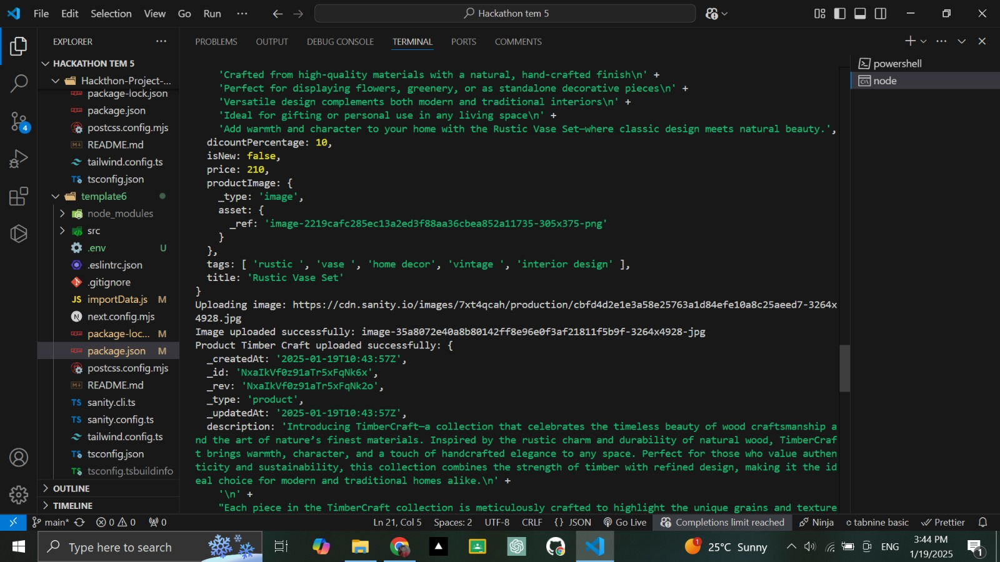 File Edit Selection View Go Run ···
Hackathon tem 5
EXPLORER
HACKATHON TEM 5
Hackthon-Project-...
package-lock.json
package.json
postcss.config.mjs
README.md
tailwind.config.ts
tsconfig.json
template6
node_modules
src
.env U
.eslintrc.json
.gitignore
importData.js M
next.config.mjs
package-loc... M
package.json M
postcss.config.mjs
README.md
sanity.cli.ts
sanity.config.ts
tailwind.config.ts
tsconfig.json
tsconfig.tsbuildinfo
OUTLINE
TIMELINE
4
PROBLEMS OUTPUT DEBUG CONSOLE TERMINAL PORTS COMMENTS
powershell
node
'Crafted from high-quality materials with a natural, hand-crafted finish\n' +
'Perfect for displaying flowers, greenery, or as standalone decorative pieces\n' +
'Versatile design complements both modern and traditional interiors\n' +
'Ideal for gifting or personal use in any living space\n' +
'Add warmth and character to your home with the Rustic Vase Set—where classic design meets natural beauty.',
dicountPercentage: 10,
isNew: false,
price: 210,
productImage: {
_type: 'image',
asset: {
_ref: 'image-2219cafc285ec13a2ed3f88aa36cbea852a11735-305x375-png'
}
},
tags: [ 'rustic ', 'vase ', 'home decor', 'vintage ', 'interior design' ],
title: 'Rustic Vase Set'
}
Uploading image: https://cdn.sanity.io/images/7xt4qcah/production/cbfd4d2e1e3a58e25763a1d84efe10a8c25aeed7-3264x
4928.jpg
Image uploaded successfully: image-35a8072e40a8b80142ff8e96e0f3af21811f5b9f-3264x4928-jpg
Product Timber Craft uploaded successfully: {
_createdAt: '2025-01-19T10:43:57Z',
_id: 'NxaIkVf0z91aTr5xFqNk6x',
_rev: 'NxaIkVf0z91aTr5xFqNk2o',
_type: 'product',
_updatedAt: '2025-01-19T10:43:57Z',
description: 'Introducing TimberCraft—a collection that celebrates the timeless beauty of wood craftsmanship a
nd the art of nature’s finest materials. Inspired by the rustic charm and durability of natural wood, TimberCraf
t brings warmth, character, and a touch of handcrafted elegance to any space. Perfect for those who value authen
ticity and sustainability, this collection combines the strength of timber with refined design, making it the id
eal choice for modern and traditional homes alike.\n' +
'\n' +
"Each piece in the TimberCraft collection is meticulously crafted to highlight the unique grains and texture
main* 0 0 0 Ln 21, Col 5 Spaces: 2 UTF-8 CRLF {} JSON Go Live Completions limit reached Ninja tabnine basic Prettier
Type here to search
1 25°C Sunny ENG 3:44 PM
1/19/2025 1